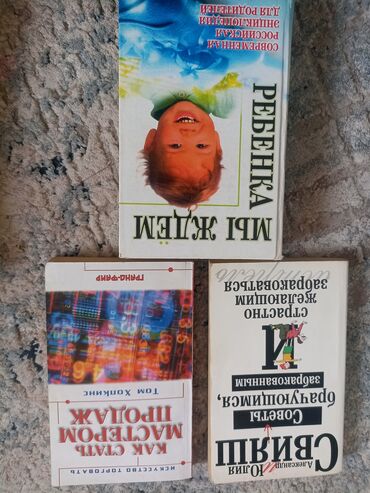 СОВРЕМЕННАЯ
РОССИЙСКАЯ
ЭНЦИКЛОПЕДИЯ
ДЛЯ РОДИТЕЛЕЙ
МЫ ЖДЁМ
РЕБЕНКА
ИСКУССТВО ТОРГОВАТЬ
КАК СТАТЬ
МАСТЕРОМ
ПРОДАЖ
Том Хопкинс
ГРАНД-ФАИР
Александр и Юлия
СВИЯШ
Советы
брачующимся,
забракованным
И
страстно
желающим
забраковаться